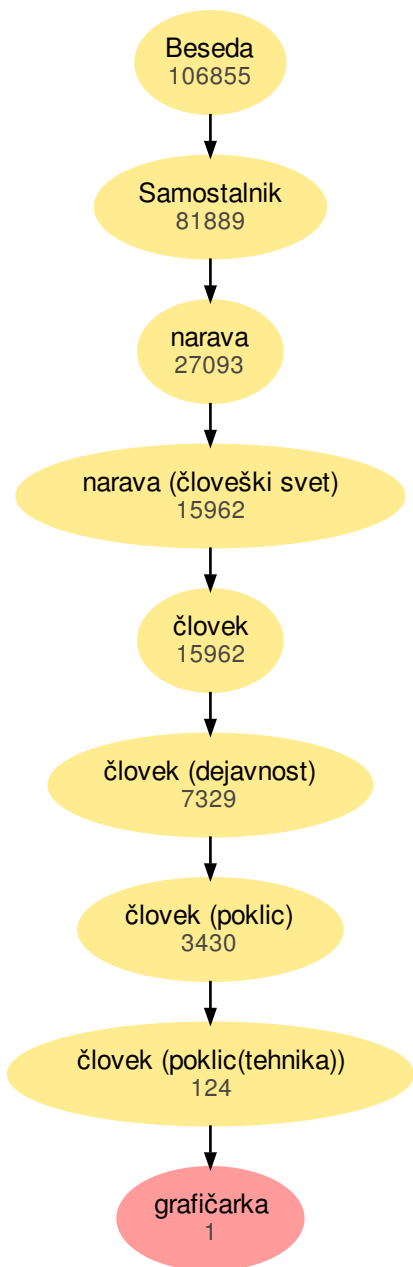 Beseda
106855
Samostalnik
81889
narava
27093
narava (človeški svet)
15962
človek
15962
človek (dejavnost)
7329
človek (poklic)
3430
človek (poklic(tehnika))
124
grafičarka
1